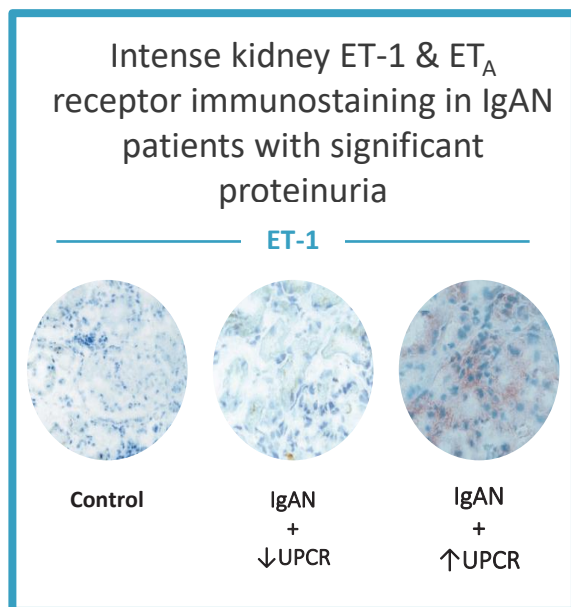 Intense kidney ET-1 & ETA
receptor immunostaining in IgAN
patients with significant
proteinuria
ET-1
Control
IgAN
+
↓UPCR
IgAN
+
↑UPCR